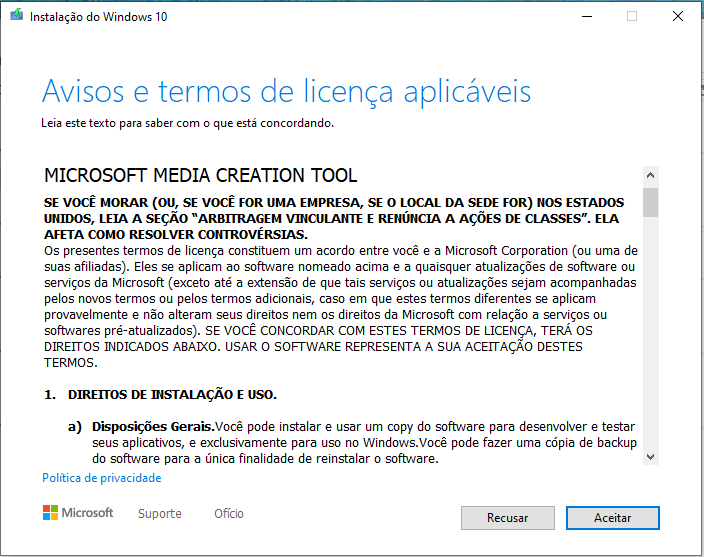 Instalação do Windows 10
Avisos e termos de licença aplicáveis
Leia este texto para saber com o que está concordando.
MICROSOFT MEDIA CREATION TOOL
SE VOCÊ MORAR (OU, SE VOCÊ FOR UMA EMPRESA, SE O LOCAL DA SEDE FOR) NOS ESTADOS
UNIDOS, LEIA A SEÇÃO “ARBITRAGEM VINCULANTE E RENÚNCIA A AÇÕES DE CLASSES”. ELA
AFETA COMO RESOLVER CONTROVÉRSIAS.
Os presentes termos de licença constituem um acordo entre você e a Microsoft Corporation (ou uma de
suas afiliadas). Eles se aplicam ao software nomeado acima e a quaisquer atualizações de software ou
serviços da Microsoft (exceto até a extensão de que tais serviços ou atualizações sejam acompanhadas
pelos novos termos ou pelos termos adicionais, caso em que estes termos diferentes se aplicam
provavelmente e não alteram seus direitos nem os direitos da Microsoft com relação a serviços ou
softwares pré-atualizados). SE VOCÊ CONCORDAR COM ESTES TERMOS DE LICENÇA, TERÁ OS
DIREITOS INDICADOS ABAIXO. USAR O SOFTWARE REPRESENTA A SUA ACEITAÇÃO DESTES
TERMOS.
1. DIREITOS DE INSTALAÇÃO E USO.
a) Disposições Gerais.Você pode instalar e usar um copy do software para desenvolver e testar
seus aplicativos, e exclusivamente para uso no Windows.Você pode fazer uma cópia de backup
do software para a única finalidade de reinstalar o software.
Política de privacidade
Microsoft Suporte Ofício
Recusar Aceitar